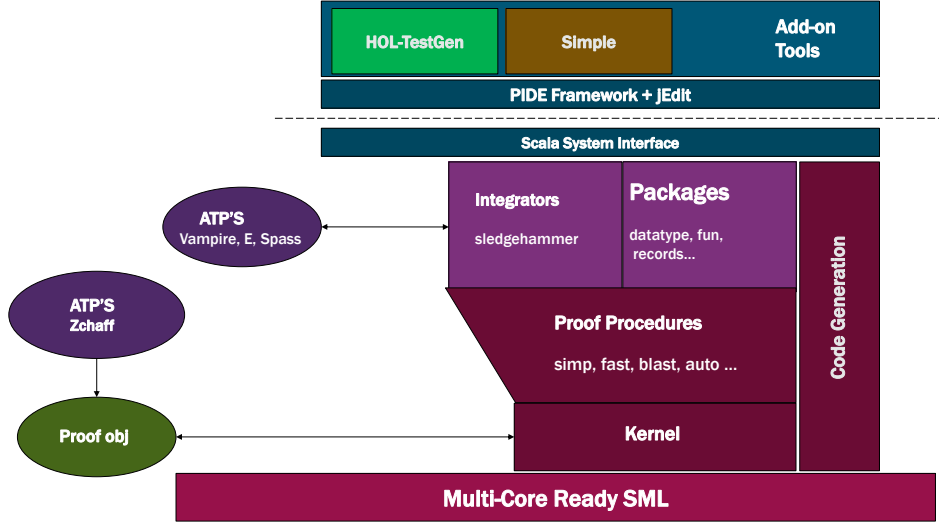 HOL-TestGen
Simple
Add-on
Tools
PIDE Framework + jEdit
Scala System Interface
Integrators
sledgehammer
Packages
datatype, fun,
records...
ATP'S
Vampire, E, Spass
ATP'S
Zchaff
Proof Procedures
simp, fast, blast, auto ...
Code Generation
Proof obj
Kernel
Multi-Core Ready SML